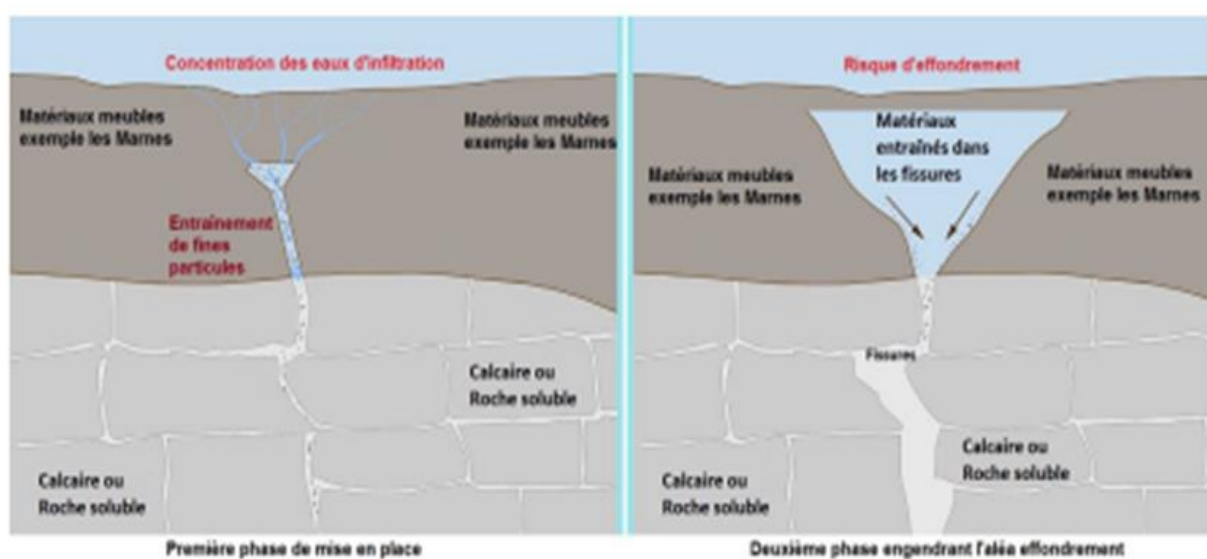 Concentration des eaux d'infiltration
Matériaux meubles
exemple les Marnes
Matériaux meubles
exemple les Marnes
Entraînement
de fines
particules
Calcaire ou
Roche soluble
Calcaire ou
Roche soluble
Première phase de mise en place
Risque d'effondrement
Matériaux
entraînés dans
les fissures
Matériaux meubles
exemple les Marnes
Matériaux meubles
exemple les Marnes
Fissures
Calcaire ou
Roche soluble
Calcaire ou
Roche soluble
Deuxième phase engendrant l'aléa effondrement